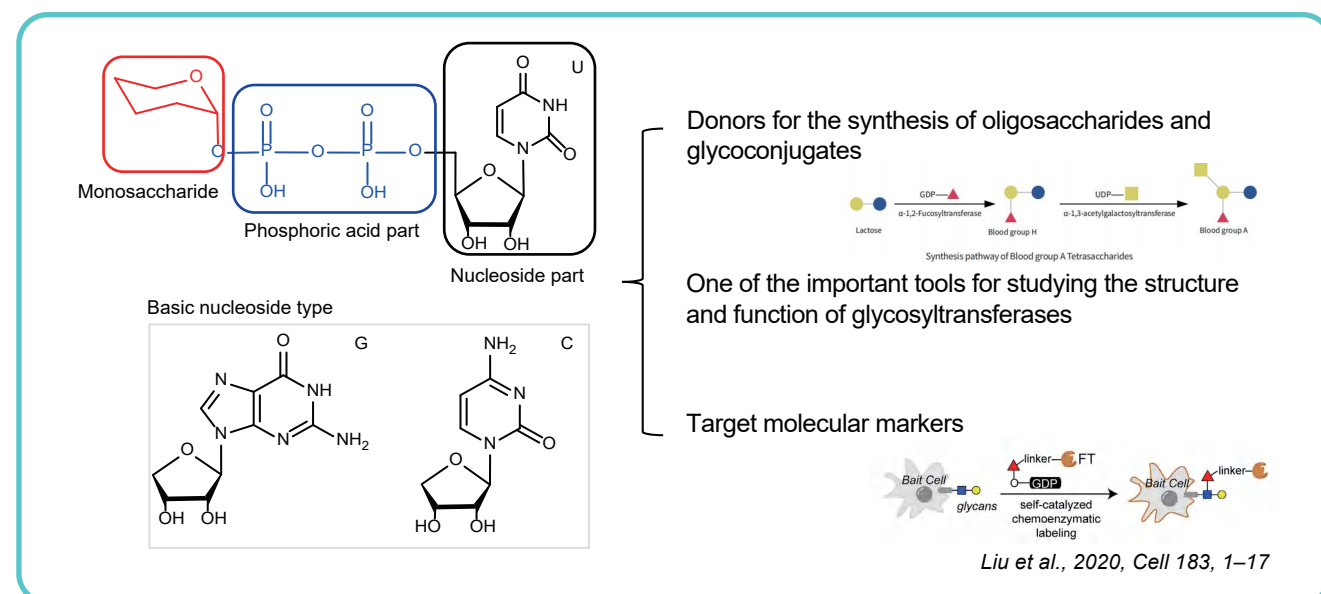 U
O
O
O
O
NH
O
P
O
P
O
N
O
OH
OH
O
Monosaccharide
Phosphoric acid part
OH OH
Nucleoside part
Basic nucleoside type
O
G
N
NH
N
N
NH2
O
OH OH
NH2
C
N
N
O
O
HO OH
Donors for the synthesis of oligosaccharides and
glycoconjugates
GDP
UDP
α-1,2-Fucosyltransferase
α-1,3-acetylgalactosyltransferase
Lactose
Blood group H
Blood group A
Synthesis pathway of Blood group A Tetrasaccharides
One of the important tools for studying the structure
and function of glycosyltransferases
Target molecular markers
linker FT
O GDP
Bait Cell
glycans
self-catalyzed
chemoenzymatic
labeling
linker
Bait Cell
Liu et al., 2020, Cell 183, 1–17